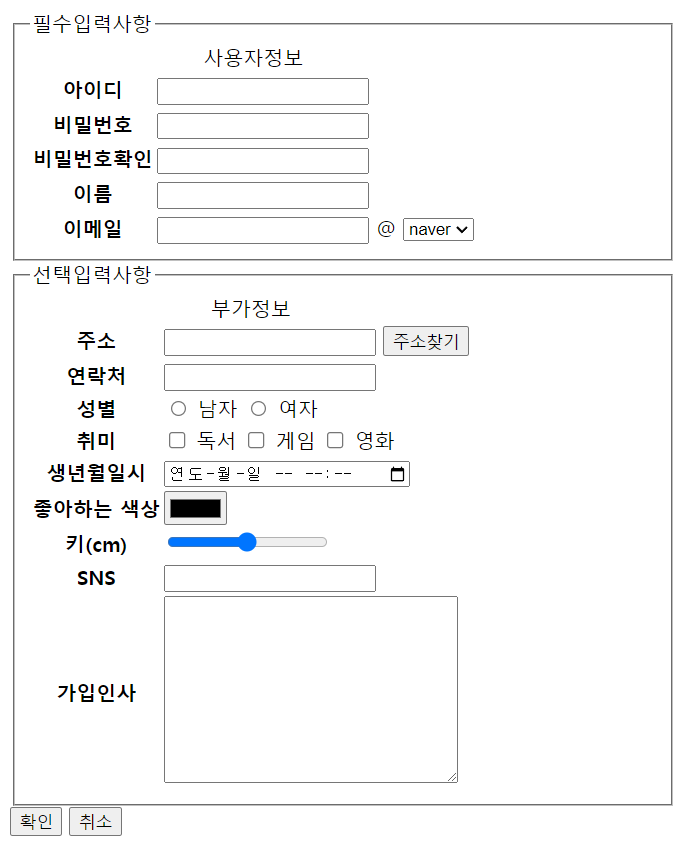 필수입력사항
사용자정보
아이디
비밀번호
비밀번호확인
이름
이메일 @ naver
선택입력사항
부가정보
주소 주소찾기
연락처
성별 남자 여자
취미 독서 게임 영화
생년월일시 연도-월-일 -- --:--
좋아하는 색상
키(cm)
SNS
가입인사
확인 취소